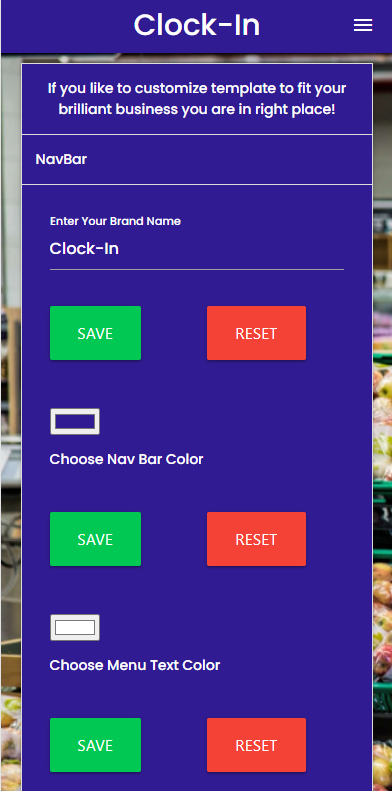 Clock-In
If you like to customize template to fit your
brilliant business you are in right place!
NavBar
Enter Your Brand Name
Clock-In
SAVE RESET
Choose Nav Bar Color
SAVE RESET
Choose Menu Text Color
SAVE RESET